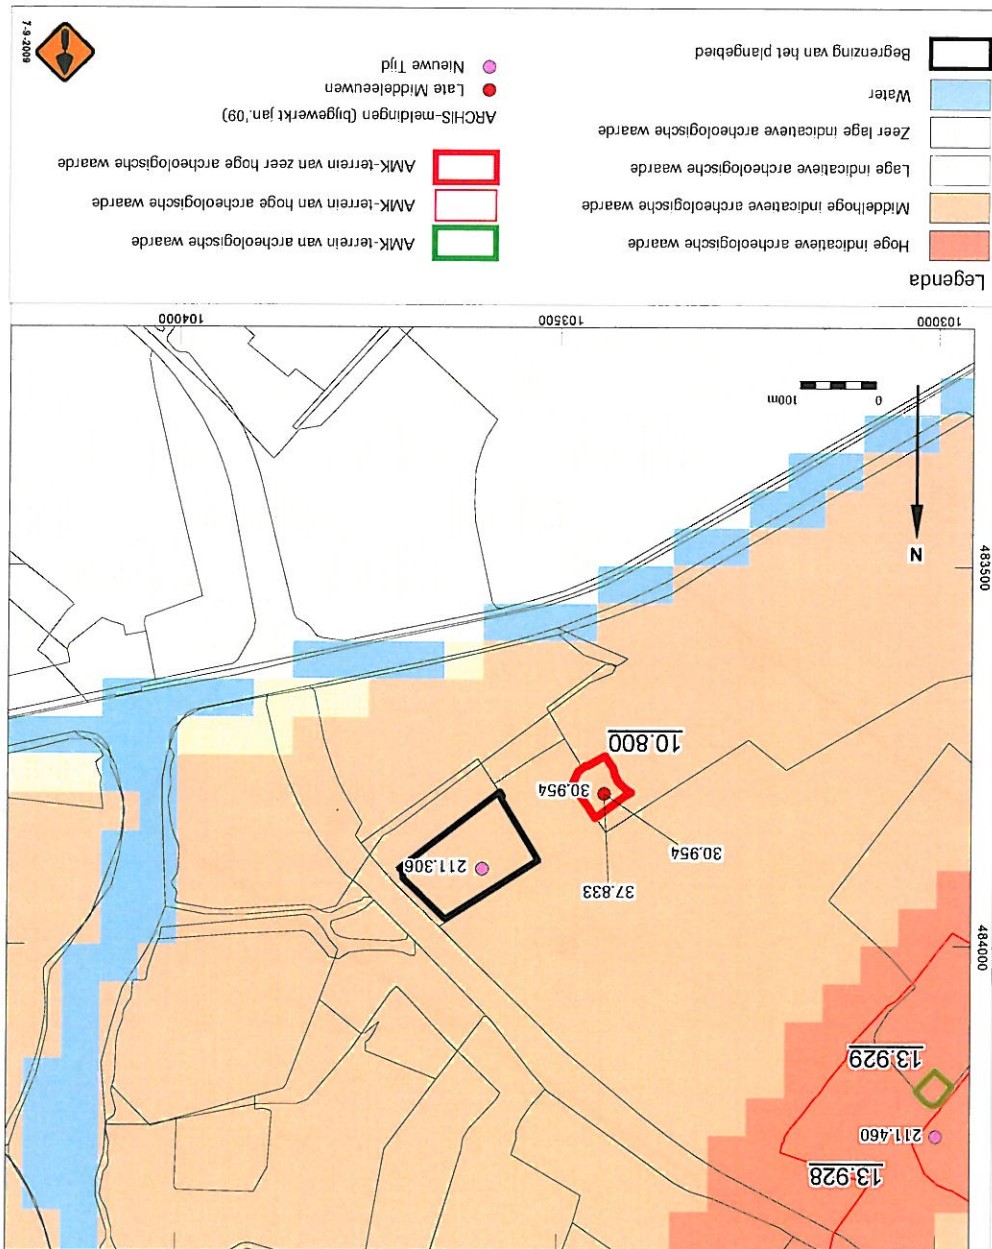 13.928
211.460
13.929
484000
37.833
30.954
211.306
30.954
10.800
483500
N
0
100m
103000
103500
104000
Legenda
Hoge indicatieve archeologische waarde
Middelhoge indicatieve archeologische waarde
Lage indicatieve archeologische waarde
Zeer lage indicatieve archeologische waarde
Water
Begrenzing van het plangebied
AMK-terrein van archeologische waarde
AMK-terrein van hoge archeologische waarde
AMK-terrein van zeer hoge archeologische waarde
ARCHIS-meldingen (bijgewerkt jan.'09)
Late Middeleeuwen
Nieuwe Tijd
7-9-2009